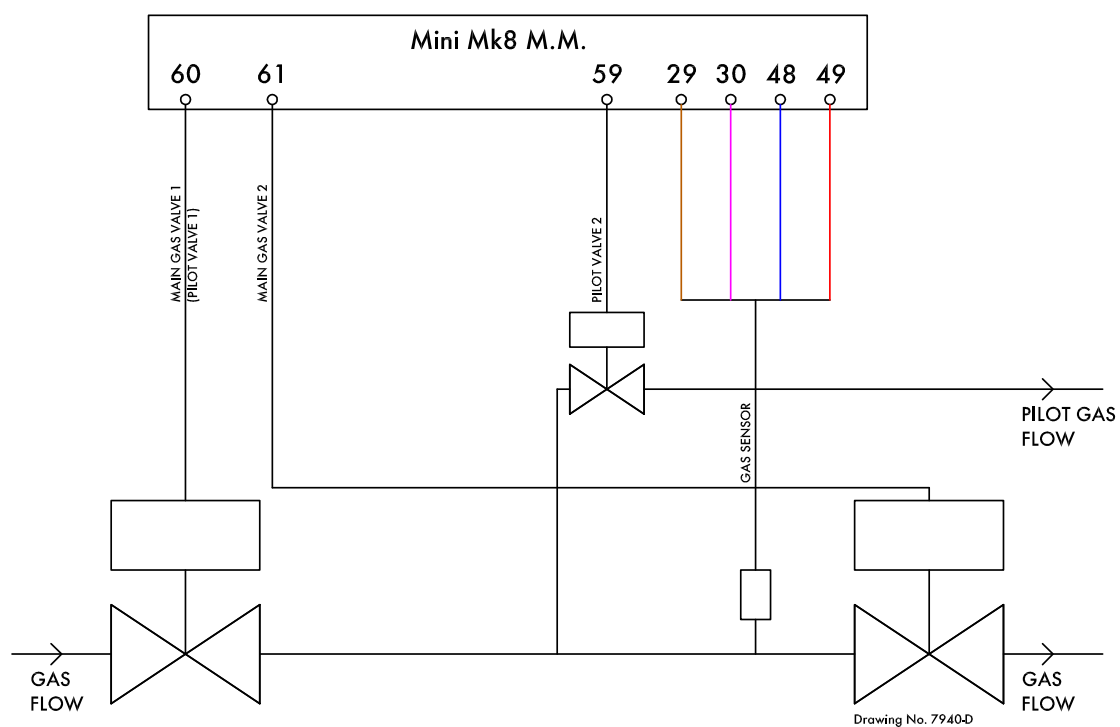 Mini Mk8 M.M.
60 61 59 29 30 48 49
MAIN GAS VALVE 1
(PILOT VALVE 1)
MAIN GAS VALVE 2
PILOT VALVE 2
PILOT GAS
FLOW
GAS SENSOR
GAS
FLOW
GAS
FLOW
Drawing No. 7940-D